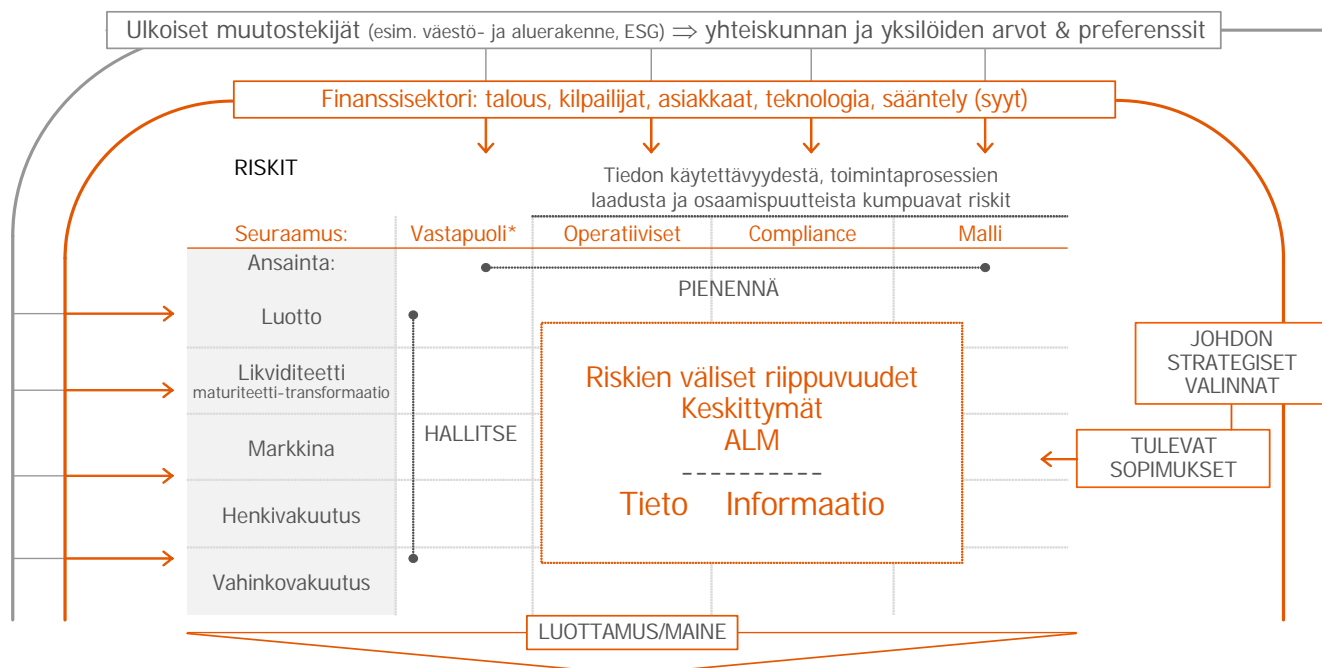 Ulkoiset muutostekijät (esim. väestö- ja aluerakenne, ESG) ⇒ yhteiskunnan ja yksilöiden arvot & preferenssit
Finanssisektori: talous, kilpailijat, asiakkaat, teknologia, sääntely (syyt)
RISKIT
Tiedon käytettävyydestä, toimintaprosessien
laadusta ja osaamispuutteista kumpuavat riskit
Seuraamus: Vastapuoli* Operatiiviset Compliance Malli
Ansainta:
PIENENNÄ
Luotto
Likviditeetti
maturiteetti-transformaatio
Markkina
Henkivakuutus
Vahinkovakuutus
HALLITSE
Riskien väliset riippuvuudet
Keskittymät
ALM
Tieto Informaatio
JOHDON
STRATEGISET
VALINNAT
TULEVAT
SOPIMUKSET
LUOTTAMUS/MAINE